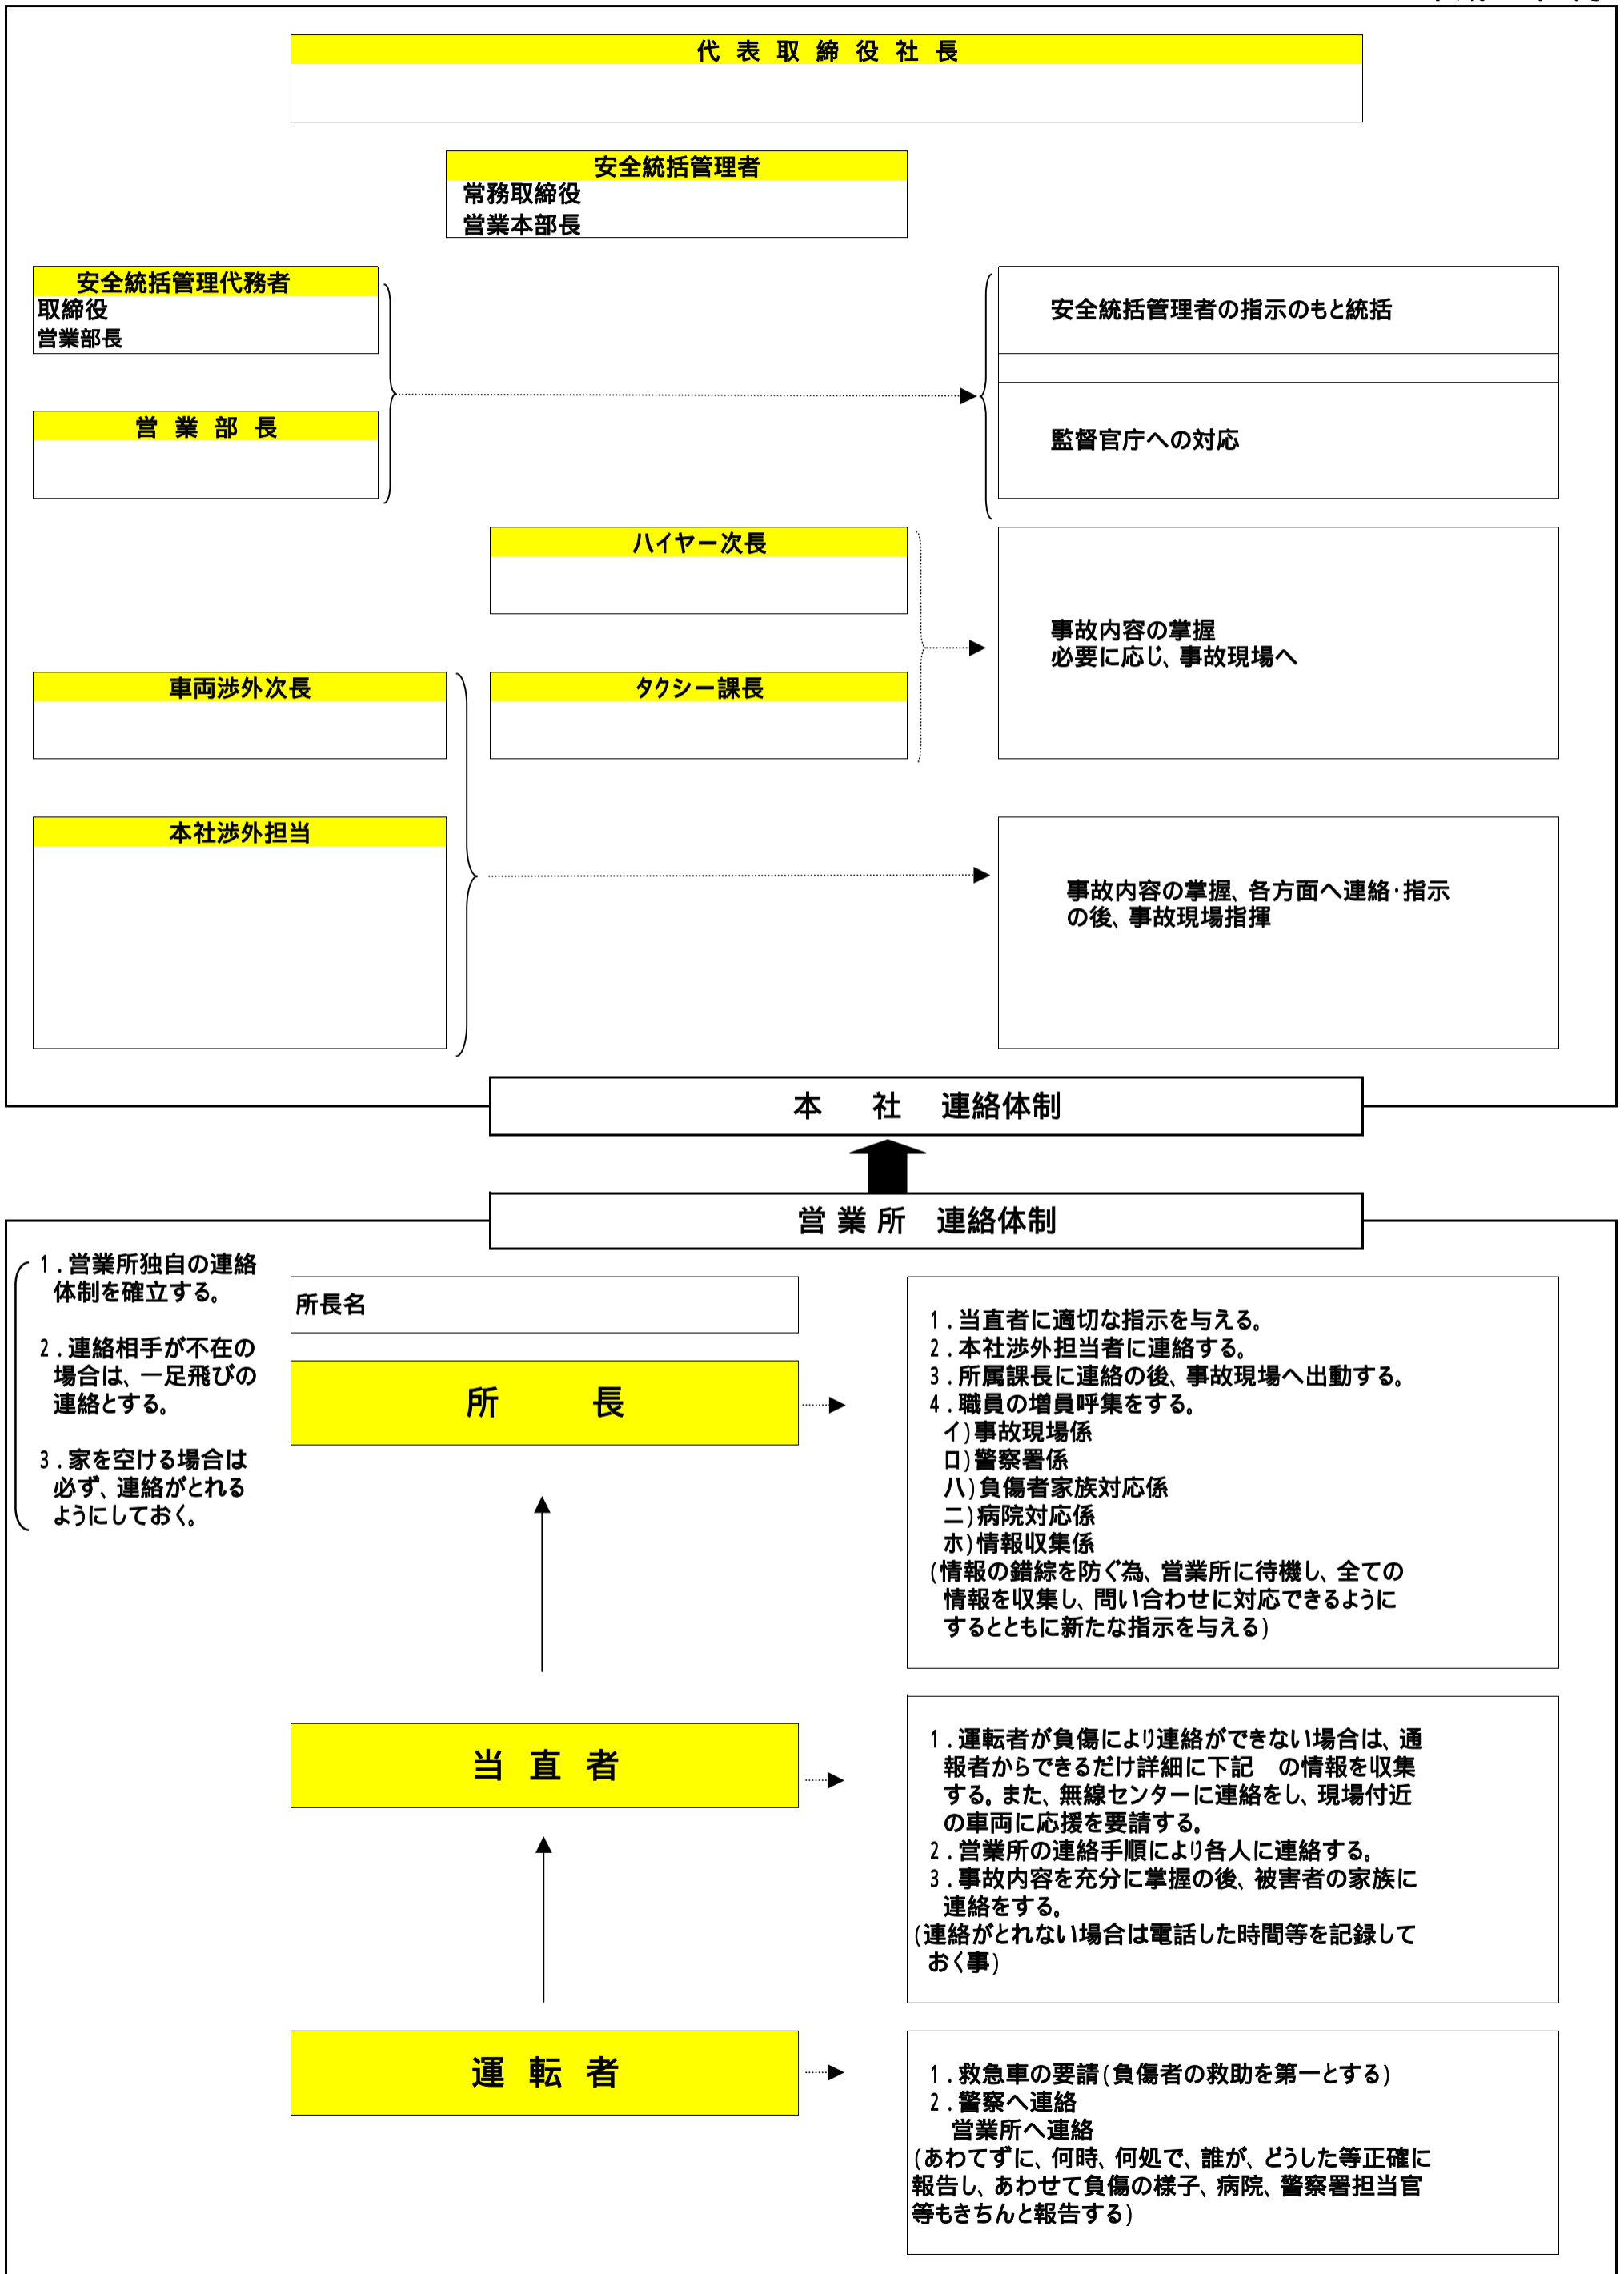 代表取締役社長
安全統括管理者
常務取締役
営業本部長
安全統括管理代務者
取締役
営業部長
安全統括管理者の指示のもと統括
営業部長
監督官庁への対応
ハイヤー次長
事故内容の掌握
必要に応じ、事故現場へ
車両渉外次長
タクシー課長
本社渉外担当
事故内容の掌握、各方面へ連絡・指示
の後、事故現場指揮
本　社　連絡体制
営業所　連絡体制
1．営業所独自の連絡
体制を確立する。
2．連絡相手が不在の
場合は、一足飛びの
連絡とする。
3．家を空ける場合は
必ず、連絡がとれる
ようにしておく。
所長名
所　長
1．当直者に適切な指示を与える。
2．本社渉外担当者に連絡する。
3．所属課長に連絡の後、事故現場へ出動する。
4．職員の増員呼集をする。
イ)事故現場係
ロ)警察署係
ハ)負傷者家族対応係
ニ)病院対応係
ホ)情報収集係
(情報の錯綜を防ぐ為、営業所に待機し、全ての
情報を収集し、問い合わせに対応できるように
するとともに新たな指示を与える)
当直者
1．運転者が負傷により連絡ができない場合は、通
報者からできるだけ詳細に下記　の情報を収集
する。また、無線センターに連絡をし、現場付近
の車両に応援を要請する。
2．営業所の連絡手順により各人に連絡する。
3．事故内容を充分に掌握の後、被害者の家族に
連絡をする。
(連絡がとれない場合は電話した時間等を記録して
おく事)
運転者
1．救急車の要請(負傷者の救助を第一とする)
2．警察へ連絡
営業所へ連絡
(あわてずに、何時、何処で、誰が、どうした等正確に
報告し、あわせて負傷の様子、病院、警察署担当官
等もきちんと報告する)